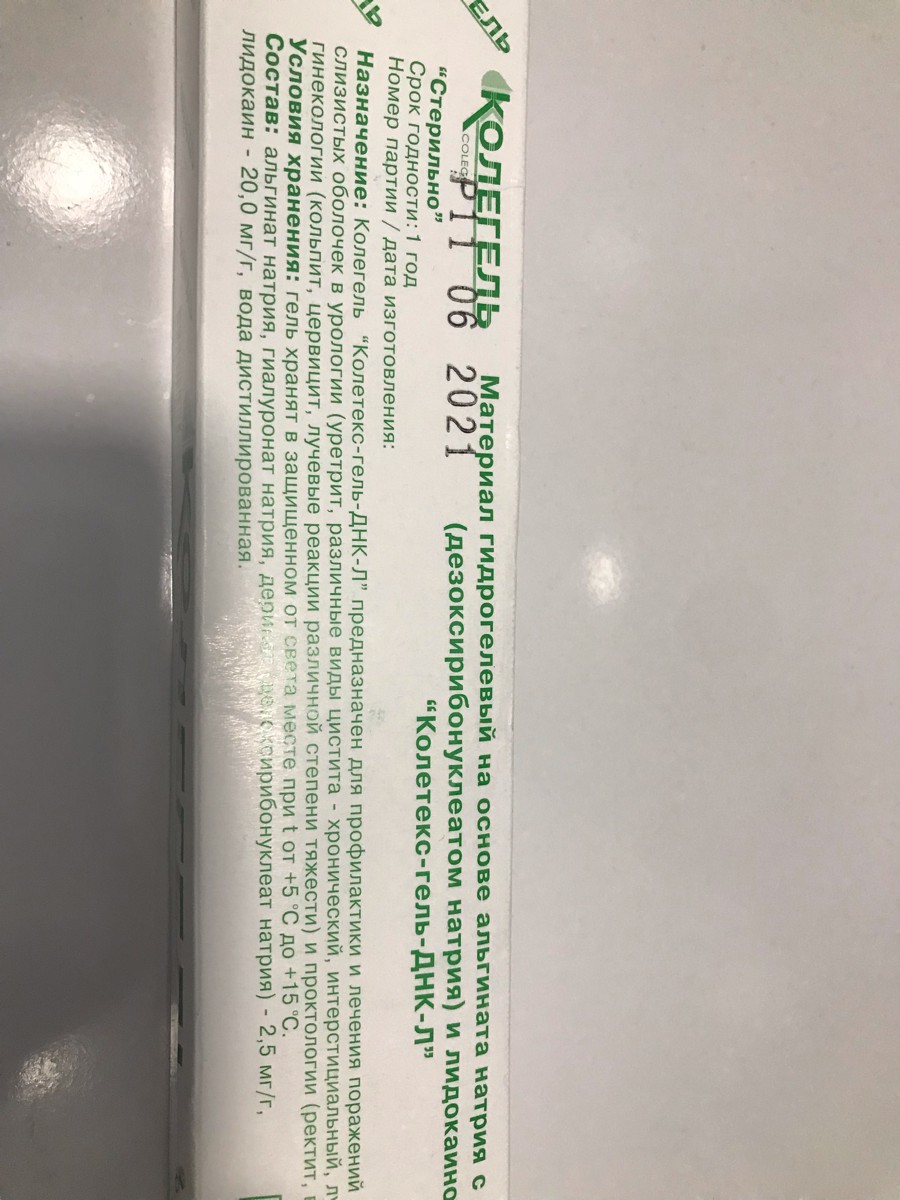 ЕЛЬ
КОЛЕГЕЛЬ
Материал гидрогелевый на основе альгината натрия с
(дезоксирибонуклеатом натрия) и лидокаино
"Колетекс-гель-ДНК-Л"
P11 06 2021
"Стерильно"
Срок годности: 1 год
Номер партии / дата изготовления:
Назначение: Колегель "Колетекс-гель-ДНК-Л" предназначен для профилактики и лечения поражений
слизистых оболочек в урологии (уретрит, различные виды цистита - хронический, интерстициальный, лу
гинекологии (кольпит, цервицит, лучевые реакции различной степени тяжести) и проктологии (ректит,
Условия хранения: гель хранят в защищенном от света месте при t от +5 °C до +15 °C.
Состав: альгинат натрия, гиалуронат натрия, (дезоксирибонуклеат натрия) - 2,5 мг/г,
лидокаин - 20,0 мг/г, вода дистиллированная.
КОЛЕГЕЛЬ